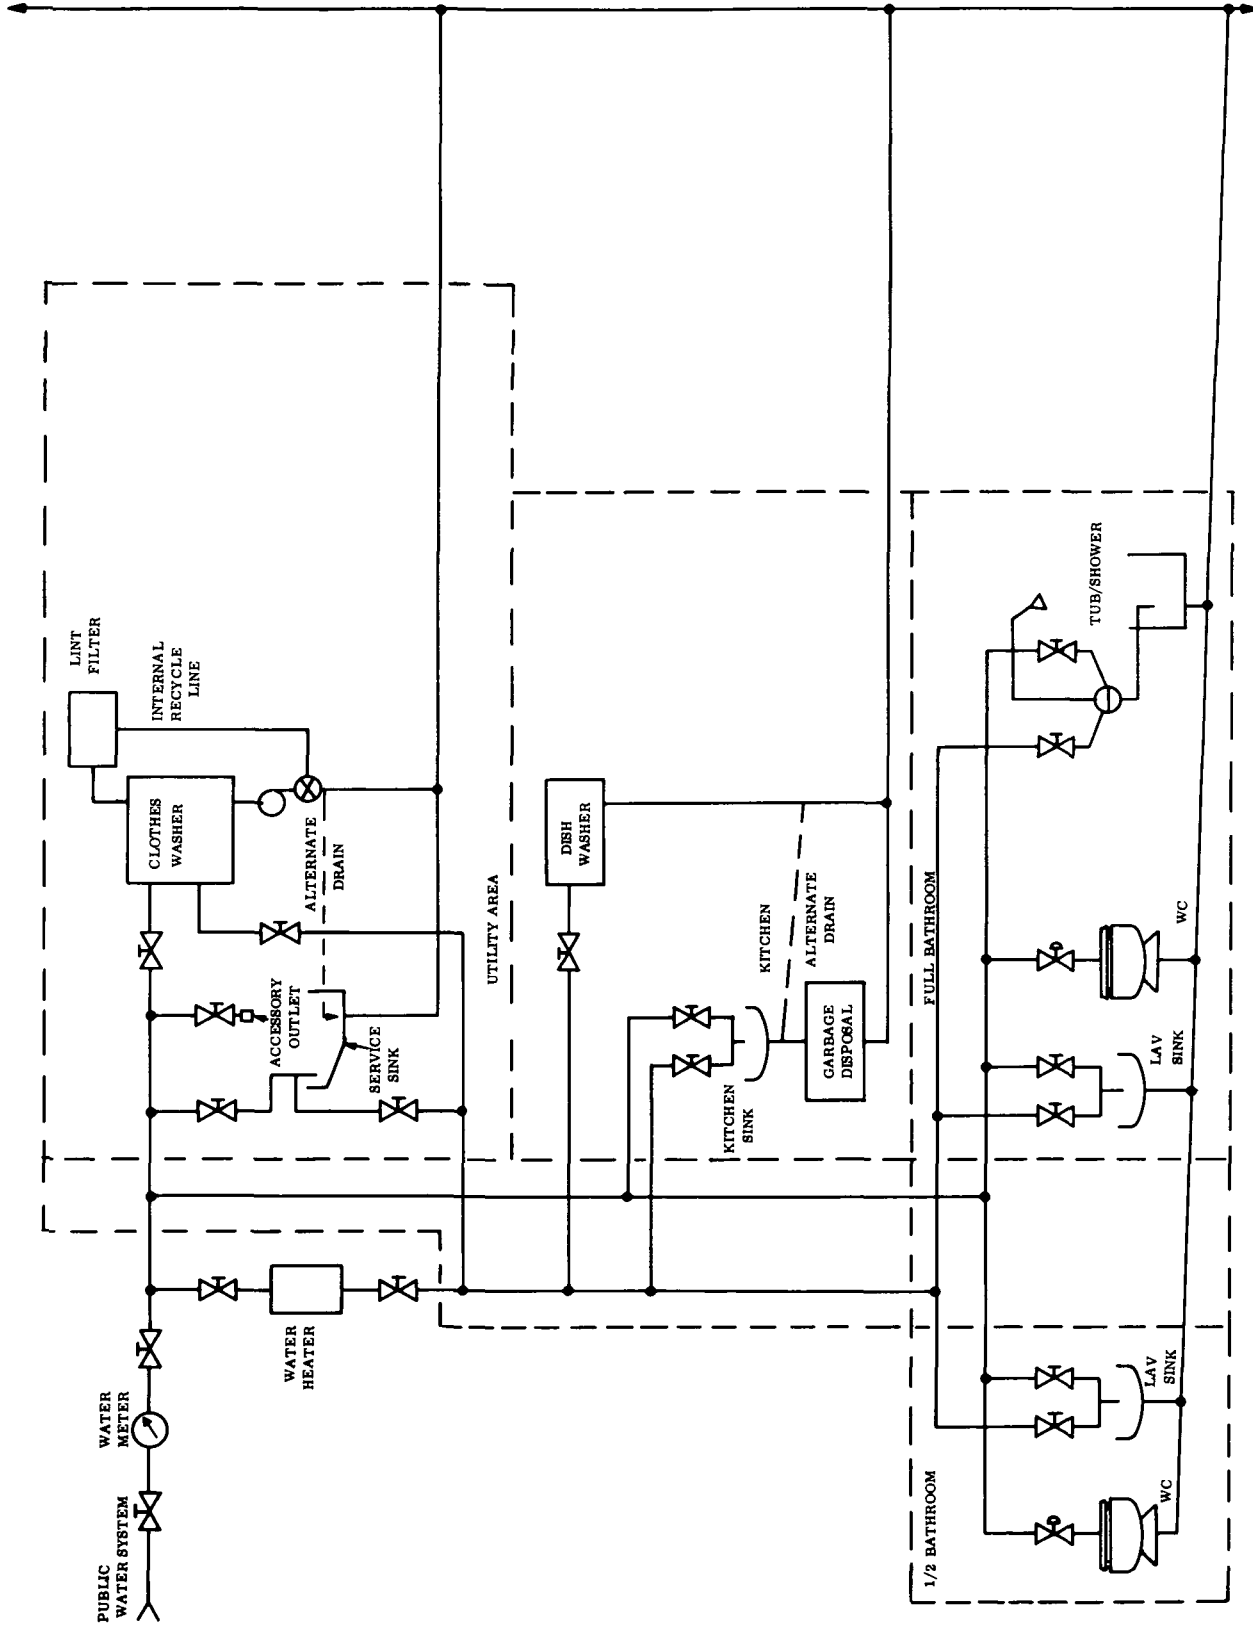 PUBLIC
WATER SYSTEM
WATER
METER
WATER
HEATER
LINT
FILTER
INTERNAL
RECYCLE
LINE
CLOTHES
WASHER
ALTERNATE
DRAIN
ACCESSORY
OUTLET
SERVICE
SINK
UTILITY AREA
DISH
WASHER
KITCHEN
ALTERNATE
DRAIN
KITCHEN
SINK
GARBAGE
DISPOSAL
FULL BATHROOM
TUB/SHOWER
WC
LAV
SINK
1/2 BATHROOM
LAV
SINK
WC